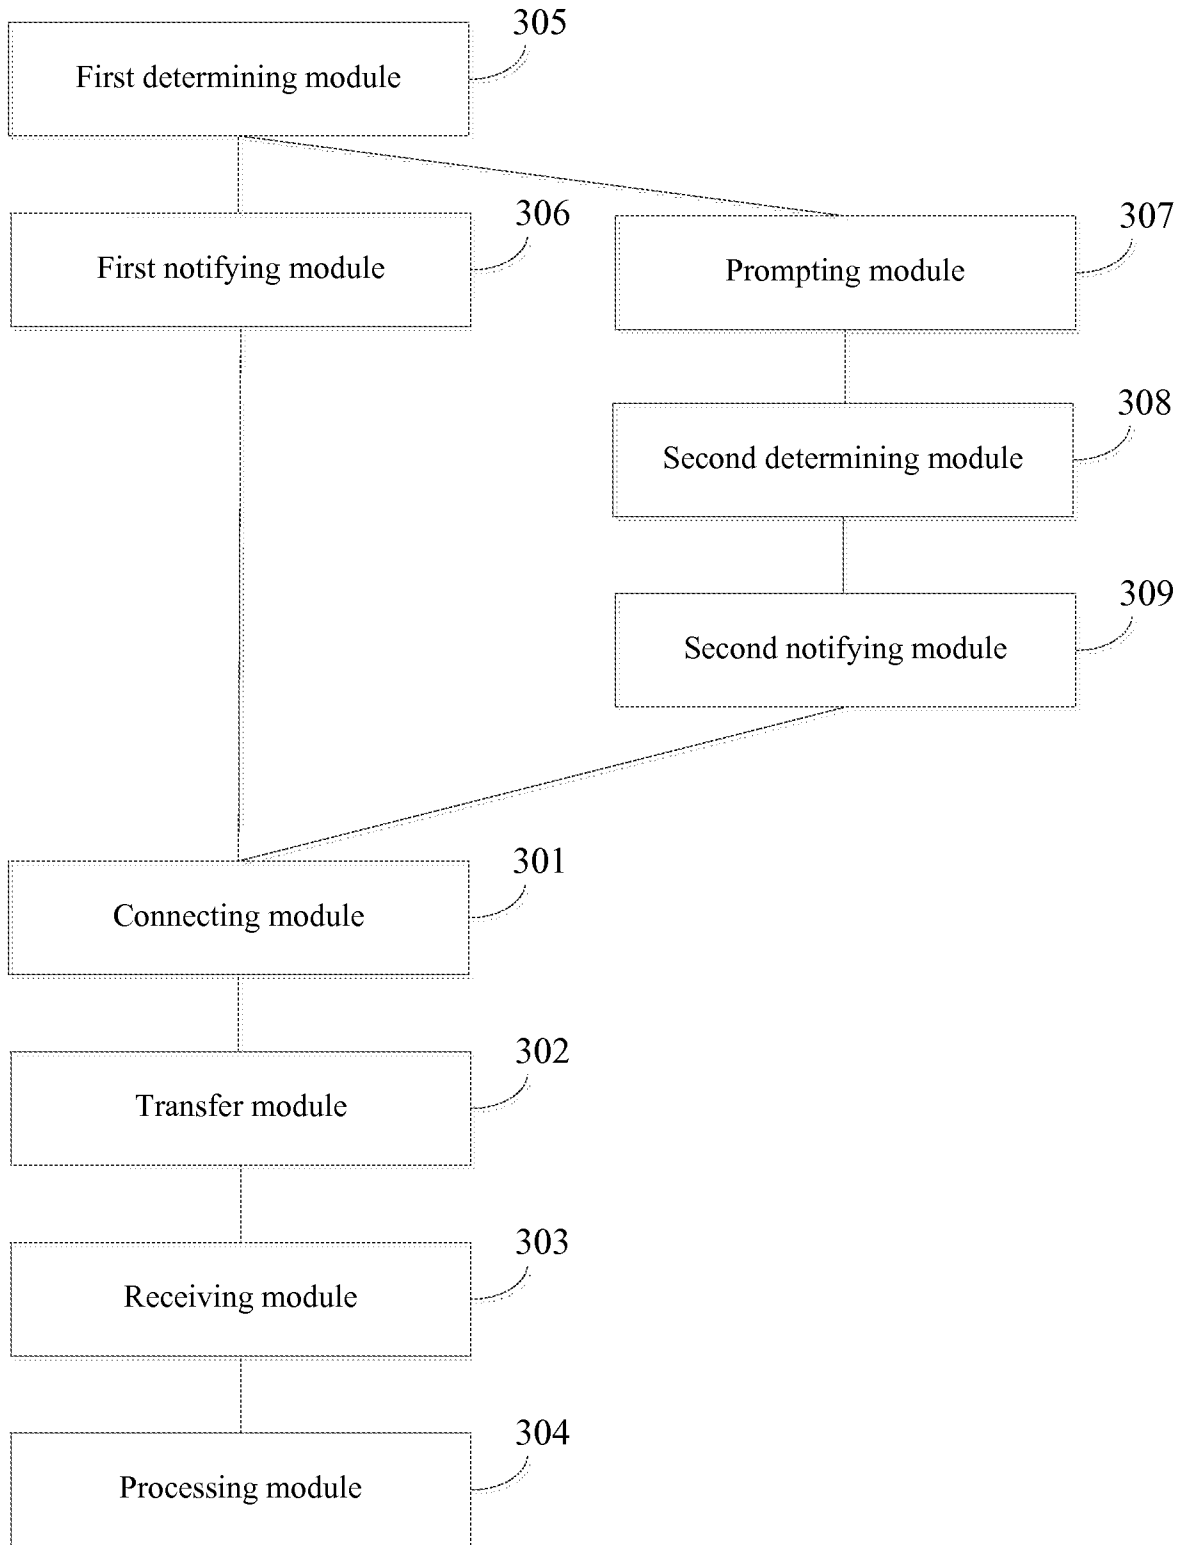 305
First determining module
306
First notifying module
307
Prompting module
308
Second determining module
309
Second notifying module
301
Connecting module
302
Transfer module
303
Receiving module
304
Processing module